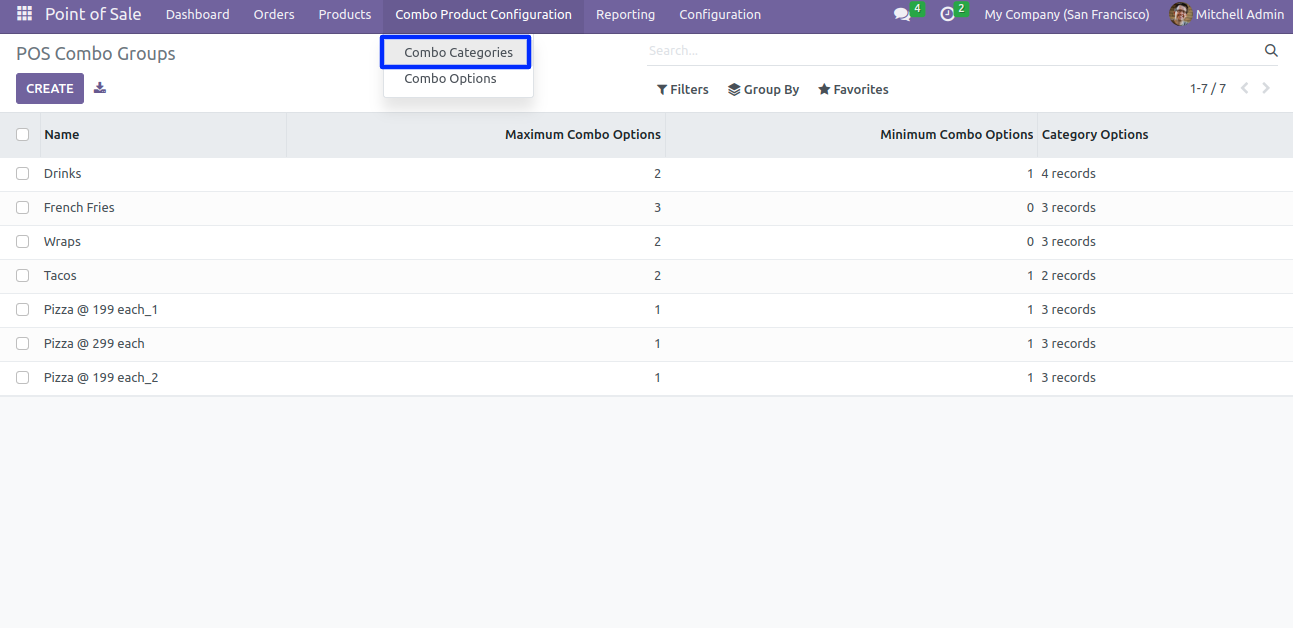 Point of Sale Dashboard Orders Products Combo Product Configuration Reporting Configuration 4 2 My Company (San Francisco) Mitchell Admin
POS Combo Groups
Combo Categories
Search...
CREATE
Combo Options
Filters Group By Favorites 1-7 / 7
Name Maximum Combo Options Minimum Combo Options Category Options
Drinks 2 1 4 records
French Fries 3 0 3 records
Wraps 2 0 3 records
Tacos 2 1 2 records
Pizza @ 199 each_1 1 1 3 records
Pizza @ 299 each 1 1 3 records
Pizza @ 199 each_2 1 1 3 records